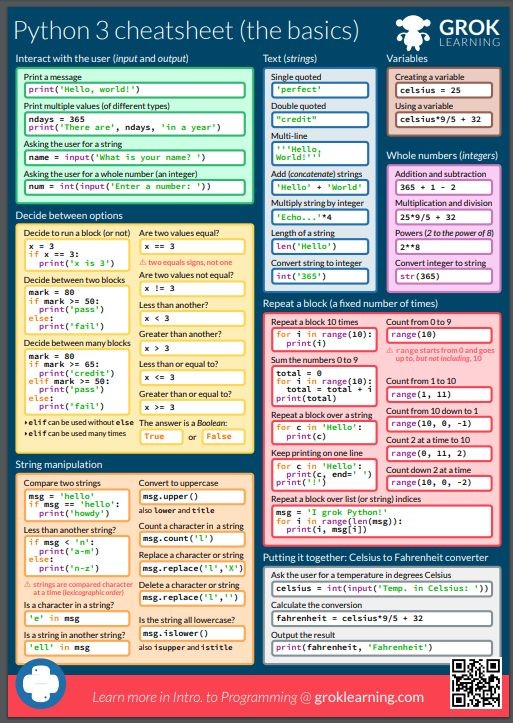 Python 3 cheatsheet (the basics)
GROK
LEARNING
Interact with the user (input and output)
Print a message
print('Hello, world!')
Print multiple values (of different types)
ndays = 365
print('There are', ndays, 'in a year')
Asking the user for a string
name = input('What is your name? ')
Asking the user for a whole number (an integer)
num = int(input('Enter a number: '))
Text (strings)
Single quoted
'perfect'
Double quoted
"credit"
Multi-line
'''Hello,
World!'''
Add (concatenate) strings
'Hello' + 'World'
Multiply string by integer
'Echo...'*4
Length of a string
len('Hello')
Convert string to integer
int('365')
Variables
Creating a variable
celsius = 25
Using a variable
celsius*9/5 + 32
Whole numbers (integers)
Addition and subtraction
365 + 1 - 2
Multiplication and division
25*9/5 + 32
Powers (2 to the power of 8)
2**8
Convert integer to string
str(365)
Decide between options
Decide to run a block (or not)
x = 3
if x == 3:
print('x is 3')
Decide between two blocks
mark = 80
if mark >= 50:
print('pass')
else:
print('fail')
Decide between many blocks
mark = 80
if mark >= 65:
print('credit')
elif mark >= 50:
print('pass')
else:
print('fail')
elif can be used without else
elif can be used many times
Are two values equal?
x == 3
⚠ two equals signs, not one
Are two values not equal?
x != 3
Less than another?
x < 3
Greater than another?
x > 3
Less than or equal to?
x <= 3
Greater than or equal to?
x >= 3
The answer is a Boolean:
True or False
Repeat a block (a fixed number of times)
Repeat a block 10 times
for i in range(10):
print(i)
Sum the numbers 0 to 9
total = 0
for i in range(10):
total = total + i
print(total)
Repeat a block over a string
for c in 'Hello':
print(c)
Keep printing on one line
for c in 'Hello':
print(c, end=' ')
print('!')
Count from 0 to 9
range(10)
⚠ range starts from 0 and goes
up to, but not including, 10
Count from 1 to 10
range(1, 11)
Count from 10 down to 1
range(10, 0, -1)
Count 2 at a time to 10
range(0, 11, 2)
Count down 2 at a time
range(10, 0, -2)
Repeat a block over list (or string) indices
msg = 'I grok Python!'
for i in range(len(msg)):
print(i, msg[i])
String manipulation
Compare two strings
msg = 'hello'
if msg == 'hello':
print('howdy')
Less than another string?
if msg < 'n':
print('a-m')
else:
print('n-z')
⚠ strings are compared character
at a time (lexicographic order)
Is a character in a string?
'e' in msg
Is a string in another string?
'ell' in msg
Convert to uppercase
msg.upper()
also lower and title
Count a character in a string
msg.count('l')
Replace a character or string
msg.replace('l','X')
Delete a character or string
msg.replace('l','')
Is the string all lowercase?
msg.islower()
also isupper and istitle
Putting it together: Celsius to Fahrenheit converter
Ask the user for a temperature in degrees Celsius
celsius = int(input('Temp. in Celsius: '))
Calculate the conversion
fahrenheit = celsius*9/5 + 32
Output the result
print(fahrenheit, 'Fahrenheit')
Learn more in Intro. to Programming @ groklearning.com